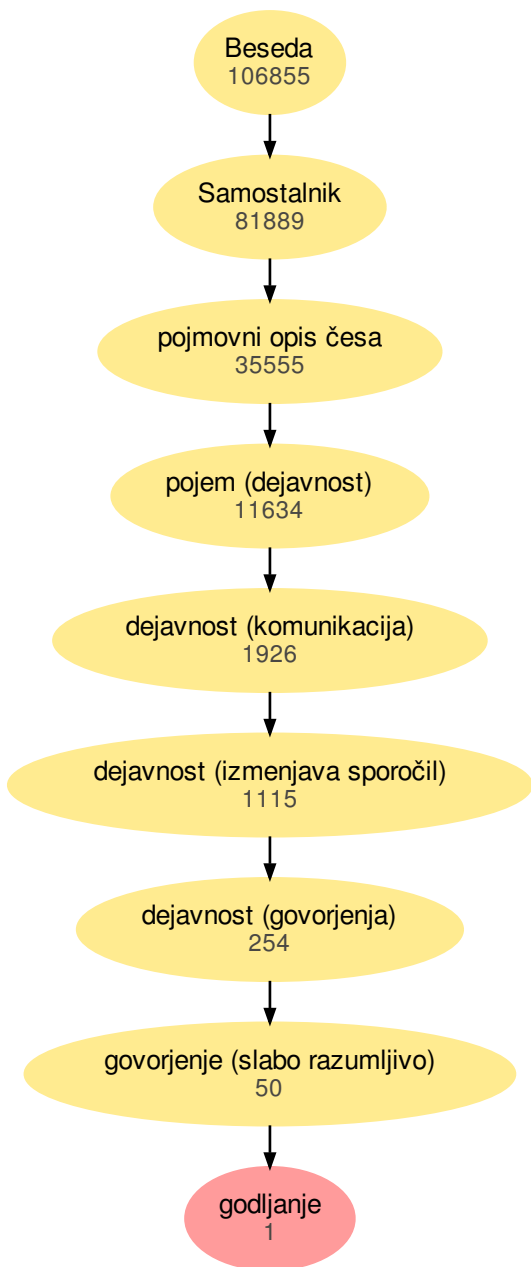 Beseda
106855
Samostalnik
81889
pojmovni opis česa
35555
pojem (dejavnost)
11634
dejavnost (komunikacija)
1926
dejavnost (izmenjava sporočil)
1115
dejavnost (govorjenja)
254
govorjenje (slabo razumljivo)
50
godljanje
1